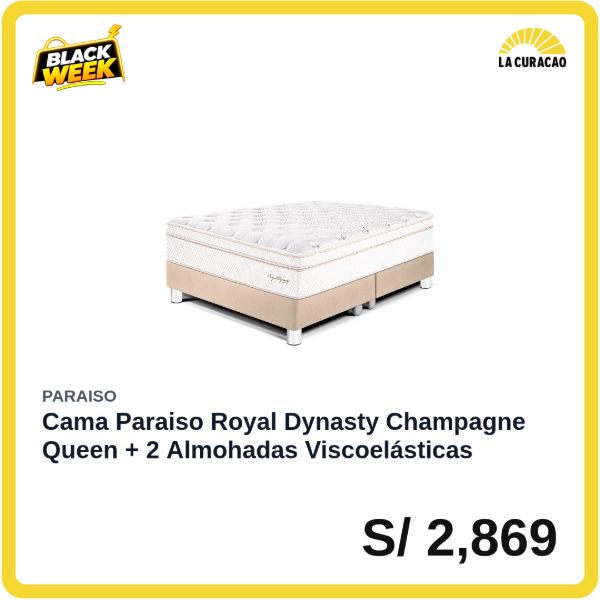 BLACK
WEEK
LA CURACAO
PARAISO
Cama Paraiso Royal Dynasty Champagne
Queen + 2 Almohadas Viscoelásticas
S/ 2,869